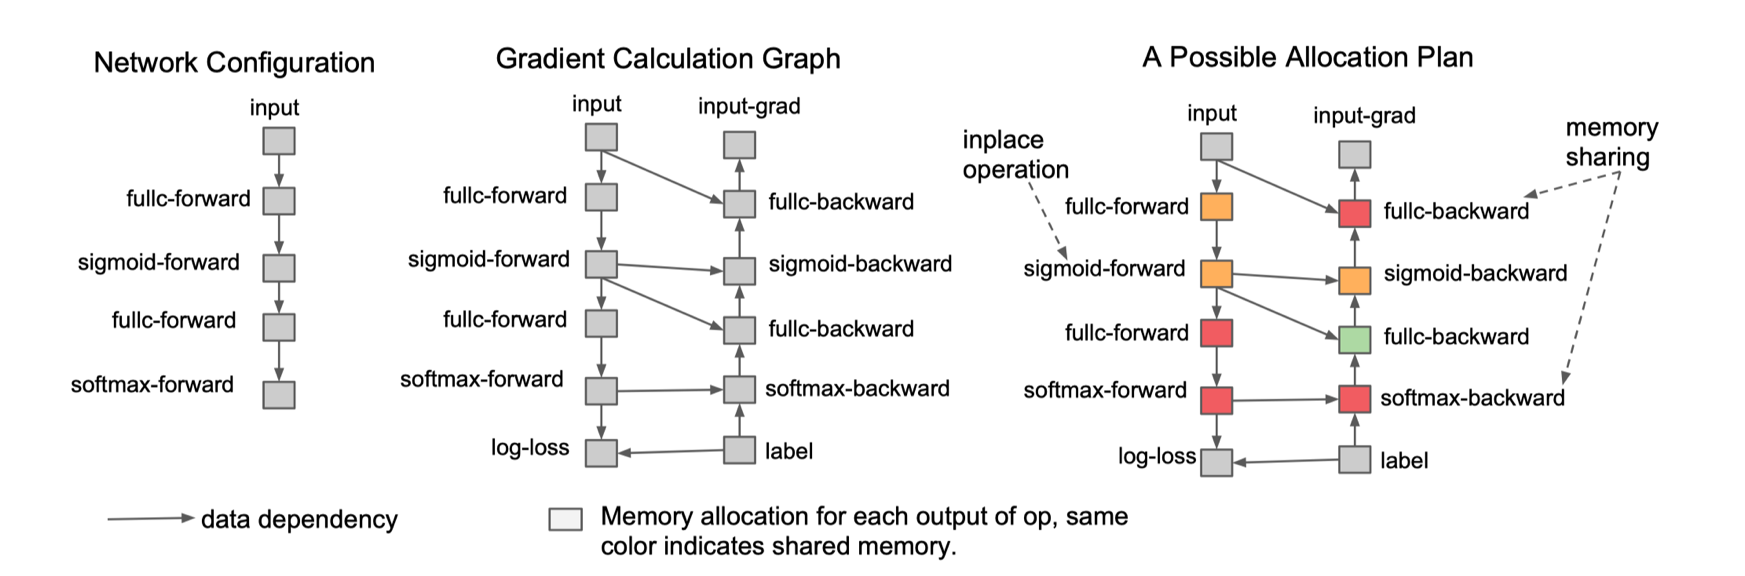 Network Configuration
input
fullc-forward
sigmoid-forward
fullc-forward
softmax-forward
Gradient Calculation Graph
input
input-grad
fullc-forward
fullc-backward
sigmoid-forward
sigmoid-backward
fullc-forward
fullc-backward
softmax-forward
softmax-backward
log-loss
label
A Possible Allocation Plan
input
input-grad
inplace
operation
memory
sharing
fullc-forward
fullc-backward
sigmoid-forward
sigmoid-backward
fullc-forward
fullc-backward
softmax-forward
softmax-backward
log-loss
label
data dependency
Memory allocation for each output of op, same
color indicates shared memory.